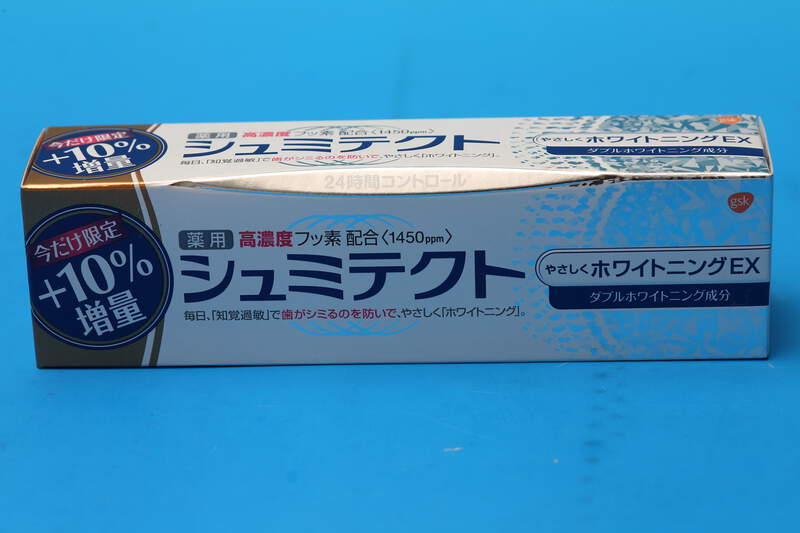 今だけ限定
+10%
増量
薬用 高濃度フッ素 配合〈1450ppm〉
シュミテクト
毎日、「知覚過敏」で歯がシミるのを防いで、やさしく「ホワイトニング」。
やさしくホワイトニングEX
ダブルホワイトニング成分
24時間コントロール
今だけ限定
+10%
増量
薬用 高濃度フッ素 配合〈1450ppm〉
シュミテクト
毎日、「知覚過敏」で歯がシミるのを防いで、やさしく「ホワイトニング」。
gsk
やさしくホワイトニングEX
ダブルホワイトニング成分